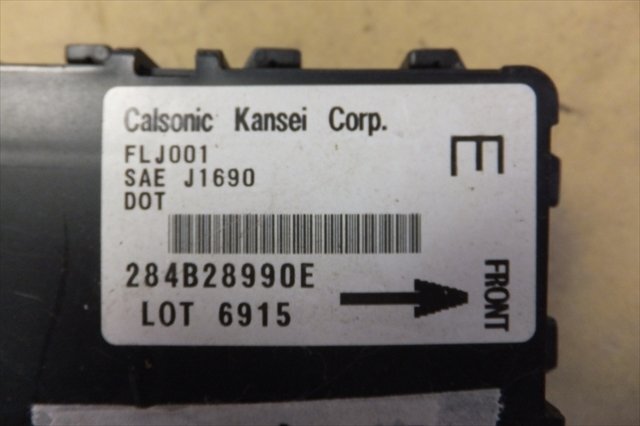 Calsonic Kansei Corp.
FLJ001
SAE J1690
DOT
284B28990E
LOT 6915
E
FRONT